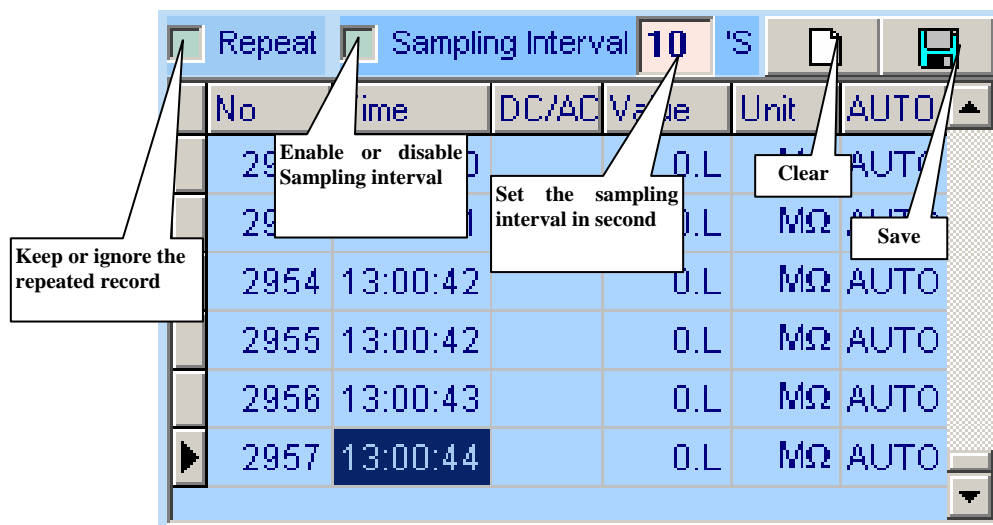 Repeat Sampling Interval 10 'S
No Time DC/AC Value Unit AUTO
Enable or disable
Sampling interval
Set the sampling
interval in second
Clear
Save
Keep or ignore the
repeated record
0.L AUTO
0.L MΩ
2954 13:00:42 0.L MΩ AUTO
2955 13:00:42 0.L MΩ AUTO
2956 13:00:43 0.L MΩ AUTO
2957 13:00:44 0.L MΩ AUTO